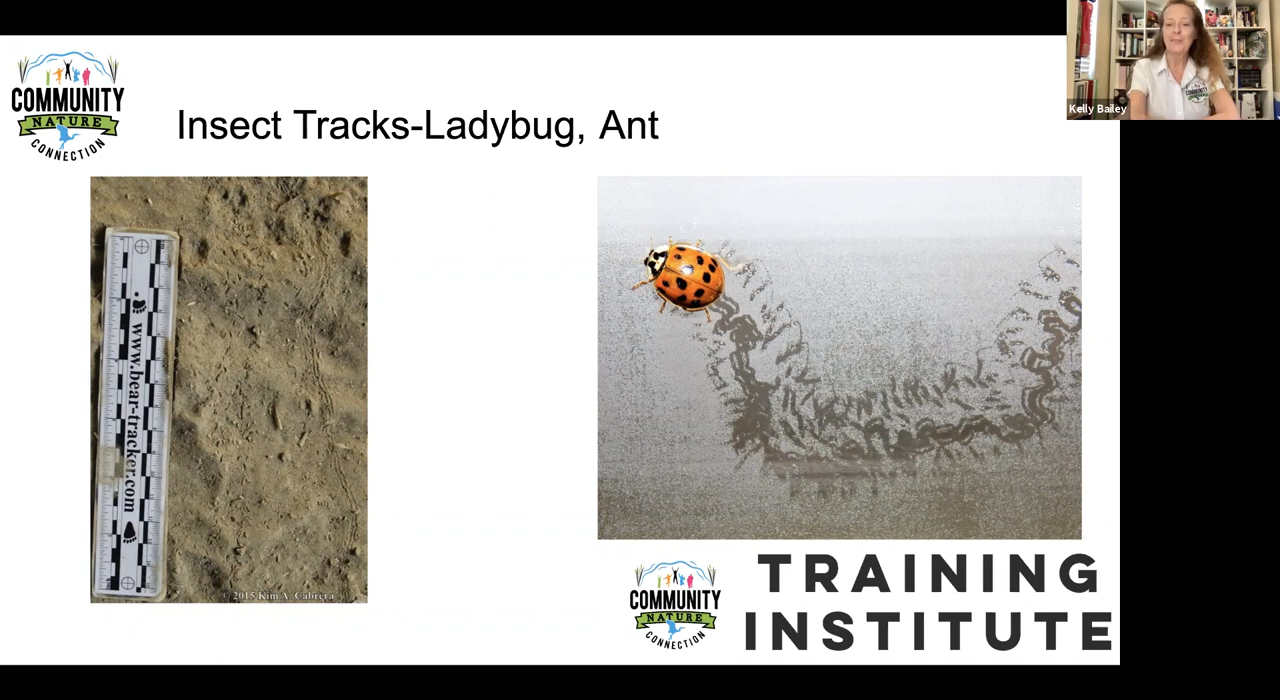 Kelly Bailey
COMMUNITY
NATURE
CONNECTION
Insect Tracks-Ladybug, Ant
www.bear-tracker.com
© 2015 Kim A. Cabrera
COMMUNITY
NATURE
CONNECTION
TRAINING
INSTITUTE